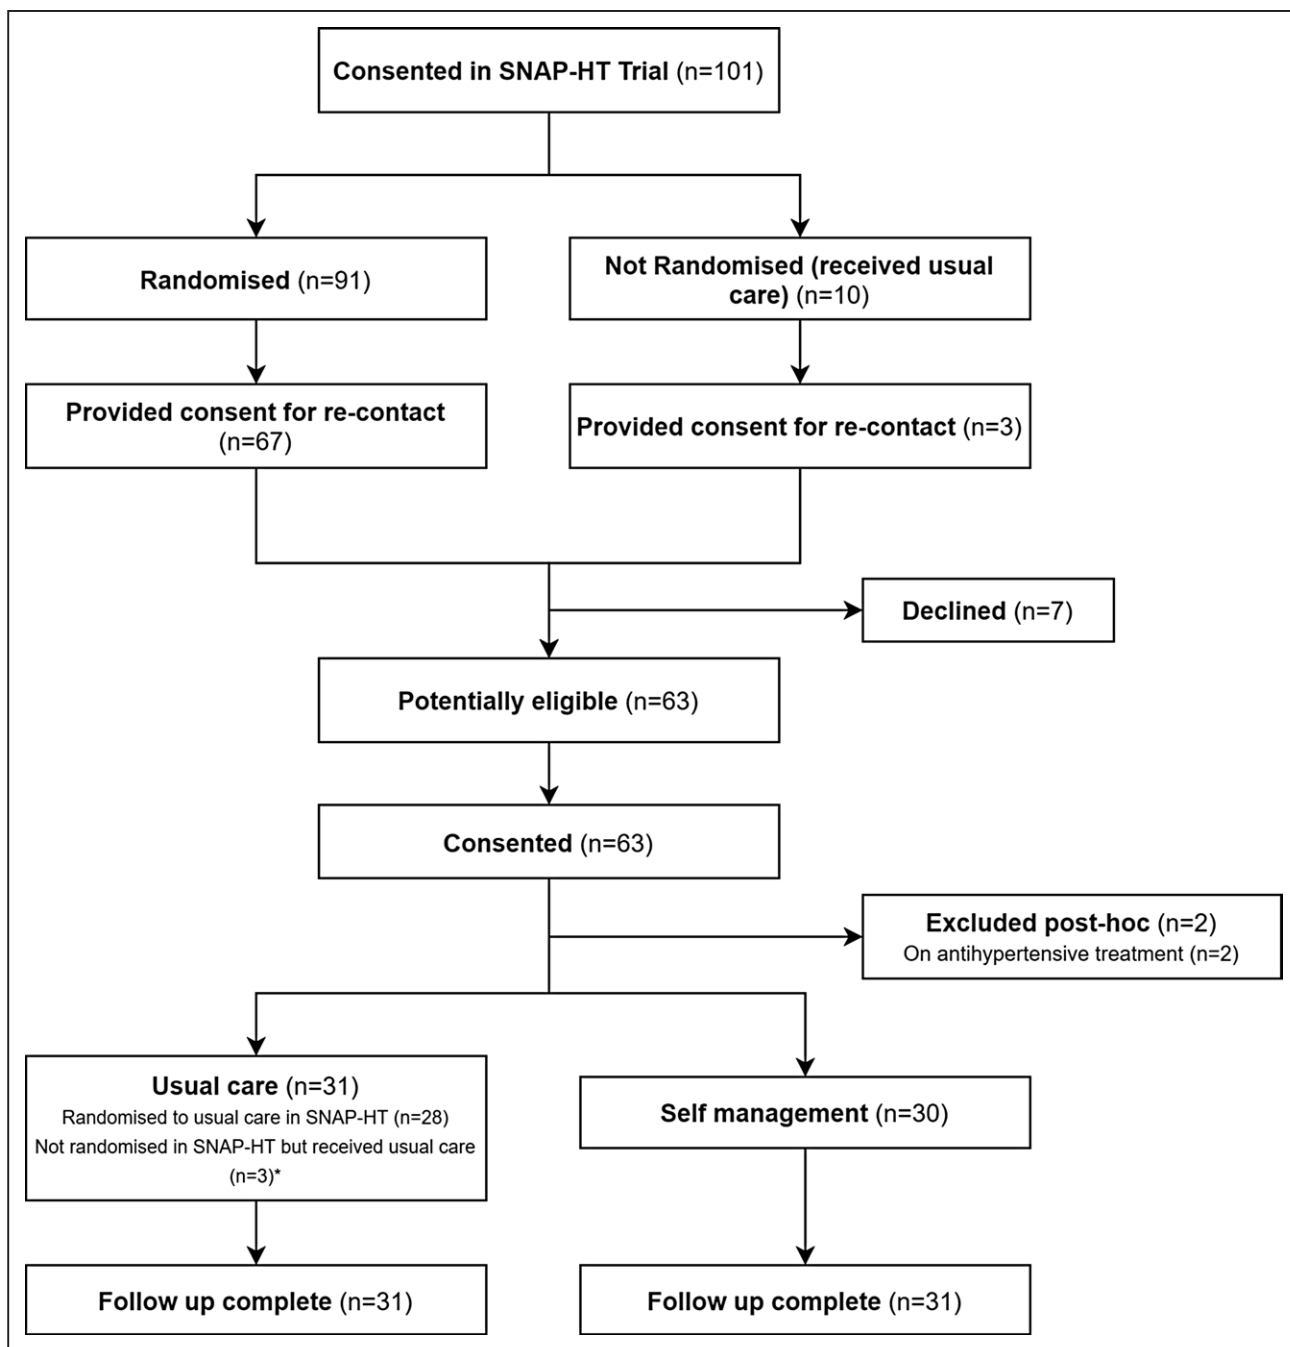 Consented in SNAP-HT Trial (n=101)
Randomised (n=91)
Not Randomised (received usual
care) (n=10)
Provided consent for re-contact
(n=67)
Provided consent for re-contact (n=3)
Declined (n=7)
Potentially eligible (n=63)
Consented (n=63)
Excluded post-hoc (n=2)
On antihypertensive treatment (n=2)
Usual care (n=31)
Randomised to usual care in SNAP-HT (n=28)
Not randomised in SNAP-HT but received usual care
(n=3)*
Self management (n=30)
Follow up complete (n=31)
Follow up complete (n=31)